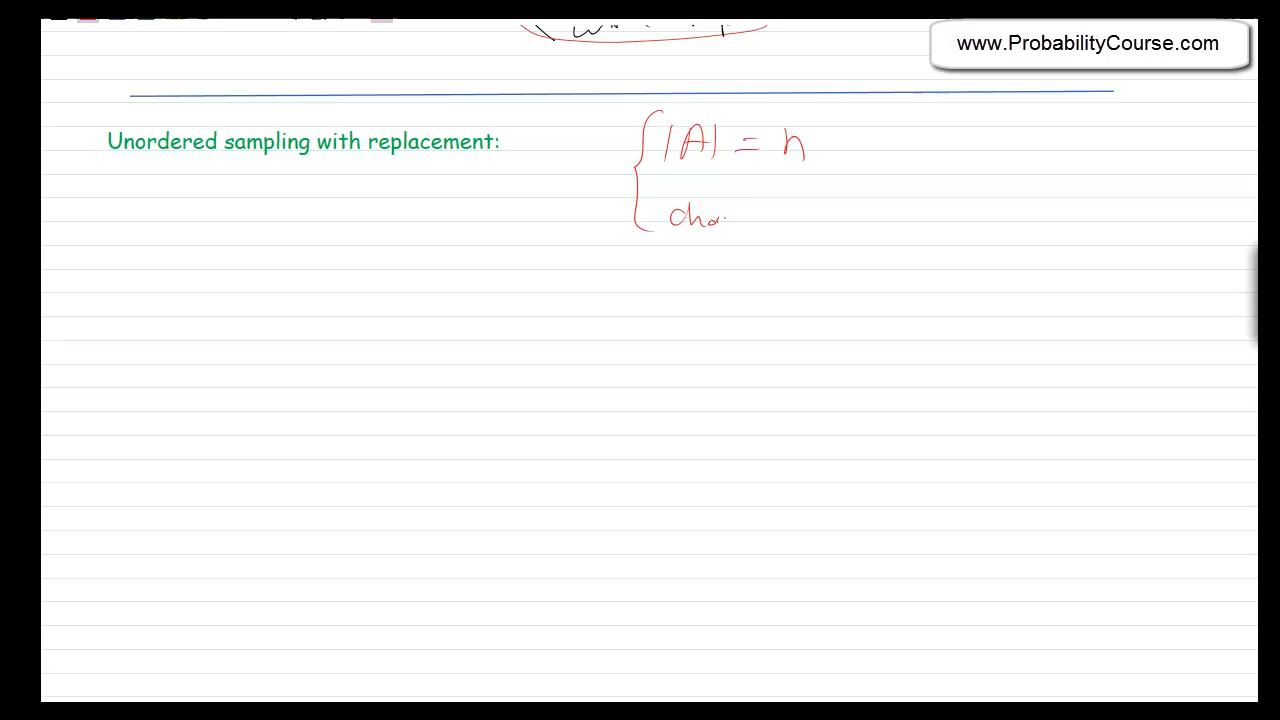 www.ProbabilityCourse.com
Unordered sampling with replacement:
|A| = n